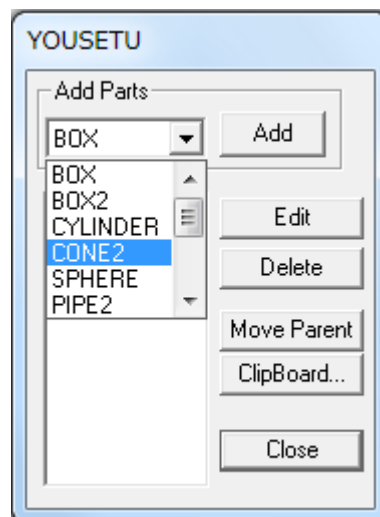 YOUSETU
Add Parts
BOX
Add
BOX
BOX2
CYLINDER
CONE2
SPHERE
PIPE2
Edit
Delete
Move Parent
ClipBoard...
Close